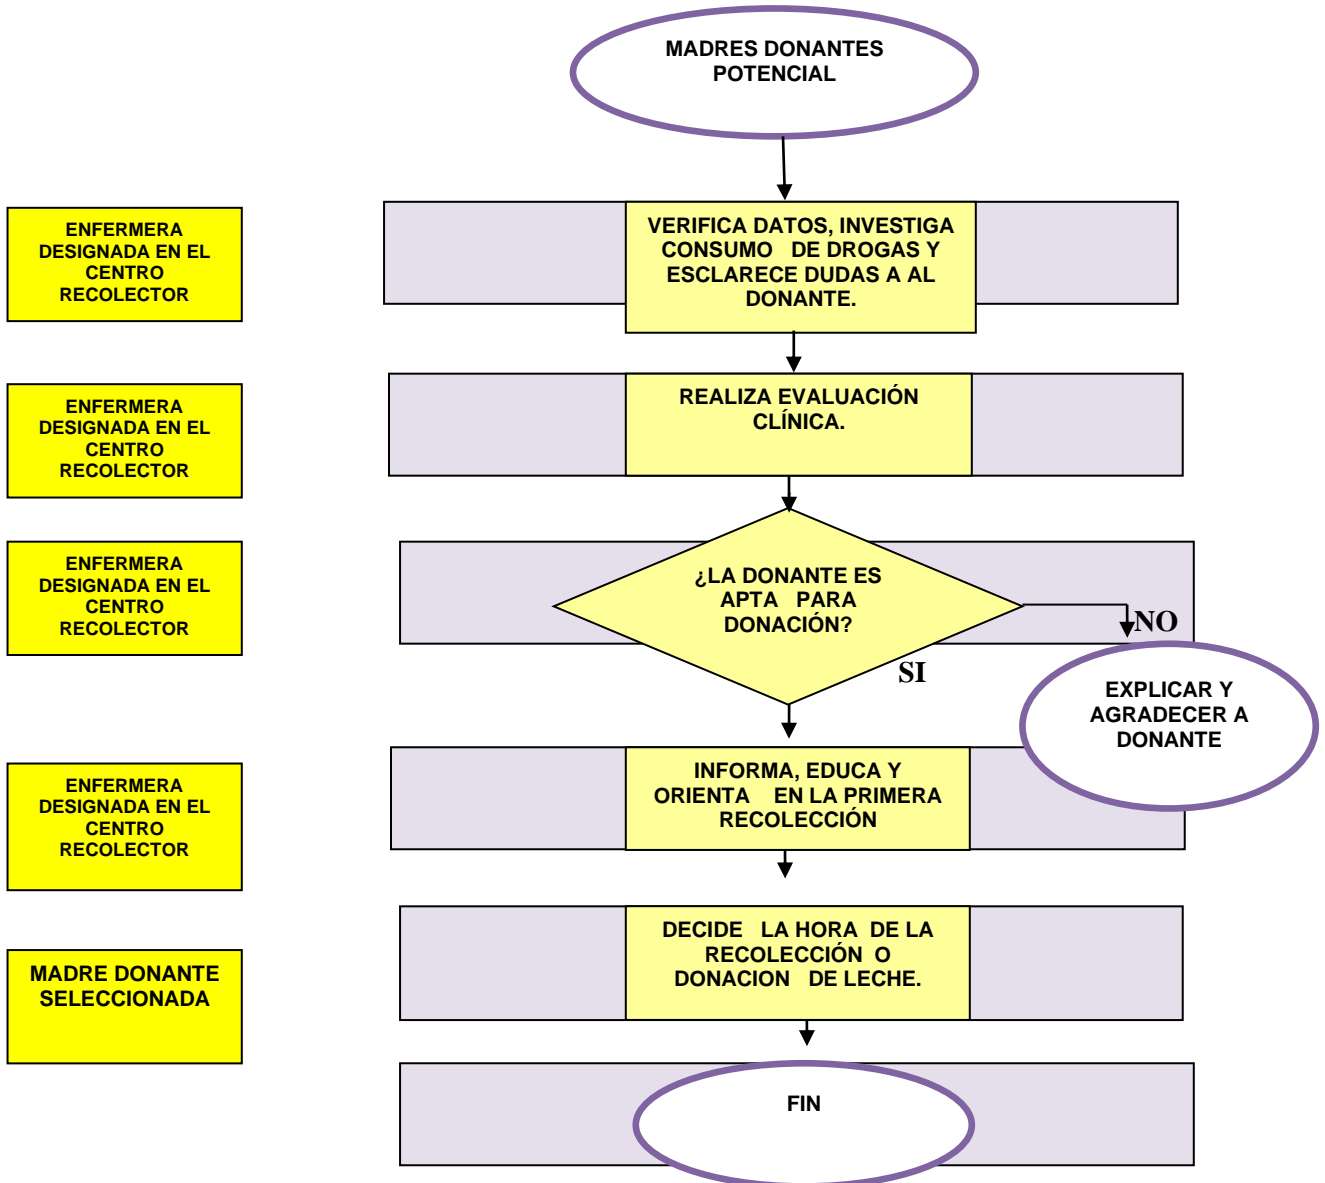 MADRES DONANTES
POTENCIAL
ENFERMERA
DESIGNADA EN EL
CENTRO
RECOLECTOR
VERIFICA DATOS, INVESTIGA
CONSUMO DE DROGAS Y
ESCLARECE DUDAS A AL
DONANTE.
ENFERMERA
DESIGNADA EN EL
CENTRO
RECOLECTOR
REALIZA EVALUACIÓN
CLÍNICA.
ENFERMERA
DESIGNADA EN EL
CENTRO
RECOLECTOR
¿LA DONANTE ES
APTA PARA
DONACIÓN?
NO
SI
EXPLICAR Y
AGRADECER A
DONANTE
ENFERMERA
DESIGNADA EN EL
CENTRO
RECOLECTOR
INFORMA, EDUCA Y
ORIENTA EN LA PRIMERA
RECOLECCIÓN
MADRE DONANTE
SELECCIONADA
DECIDE LA HORA DE LA
RECOLECCIÓN O
DONACION DE LECHE.
FIN